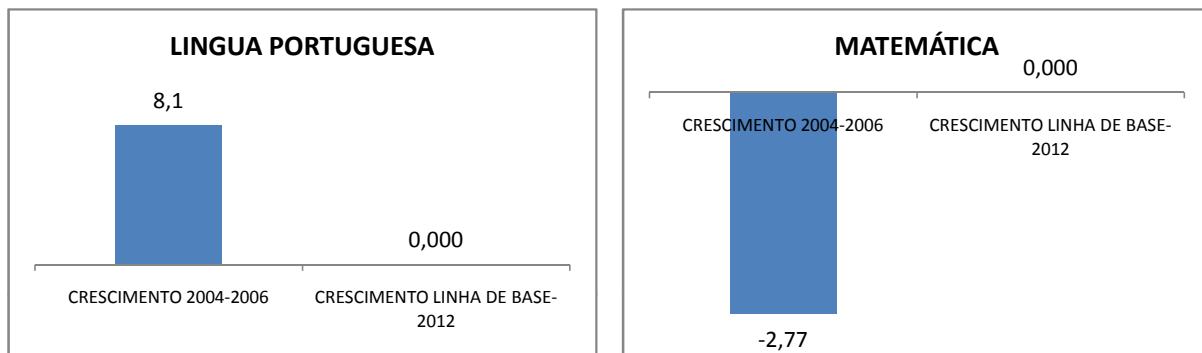 LINGUA PORTUGUESA
8,1
0,000
CRESCIMENTO 2004-2006
CRESCIMENTO LINHA DE BASE-
2012
MATEMÁTICA
0,000
CRESCIMENTO 2004-2006
CRESCIMENTO LINHA DE BASE-
2012
-2,77